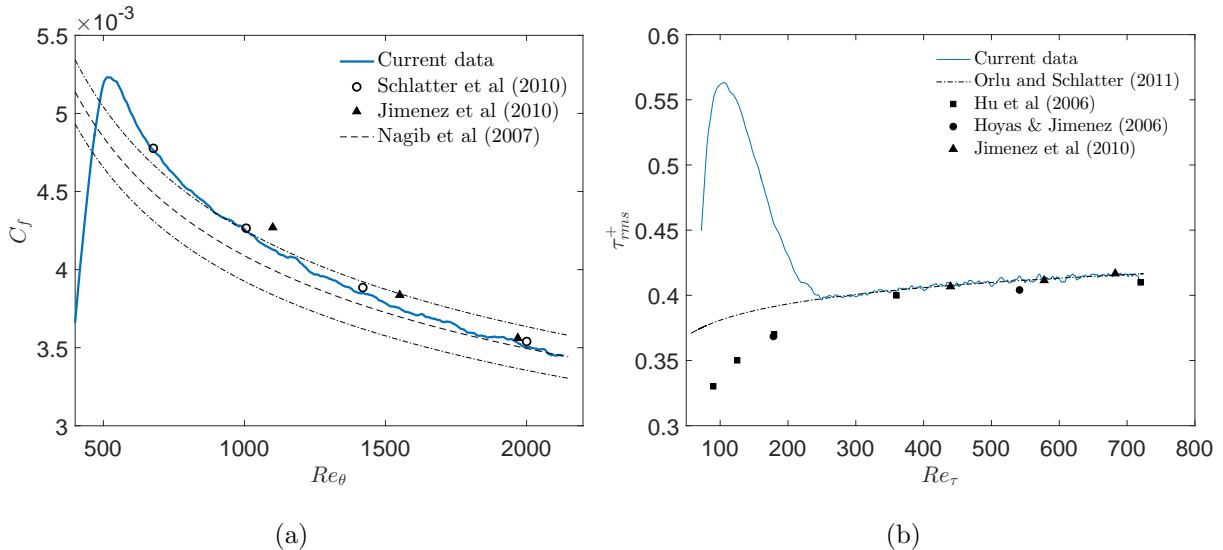 ×10⁻³
5.5
5
4.5
4
3.5
3
C_f
500
1000
1500
2000
Re_θ
Current data
Schlatter et al (2010)
Jimenez et al (2010)
Nagib et al (2007)
(a)
0.6
0.55
0.5
0.45
0.4
0.35
0.3
τ⁺_rms
100
200
300
400
500
600
700
800
Re_τ
Current data
Orlu and Schlatter (2011)
Hu et al (2006)
Hoyas & Jimenez (2006)
Jimenez et al (2010)
(b)